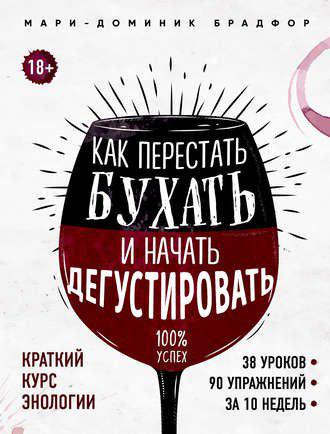 МАРИ-ДОМИНИК БРАДФОР
18+
КАК ПЕРЕСТАТЬ
БУХАТЬ
И НАЧАТЬ
ДЕГУСТИРОВАТЬ
100%
УСПЕХ
КРАТКИЙ
КУРС
ЭНОЛОГИИ
38 УРОКОВ •
90 УПРАЖНЕНИЙ •
ЗА 10 НЕДЕЛЬ •